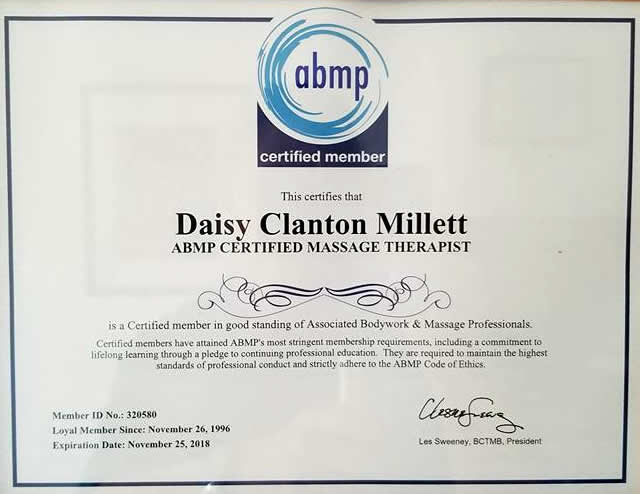 abmp
certified member
This certifies that
Daisy Clanton Millett
ABMP CERTIFIED MASSAGE THERAPIST
is a Certified member in good standing of Associated Bodywork & Massage Professionals.
Certified members have attained ABMP's most stringent membership requirements, including a commitment to
lifelong learning through a pledge to continuing professional education. They are required to maintain the highest
standards of professional conduct and strictly adhere to the ABMP Code of Ethics.
Member ID No.: 320580
Loyal Member Since: November 26, 1996
Expiration Date: November 25, 2018
Les Sweeney, BCTMB, President